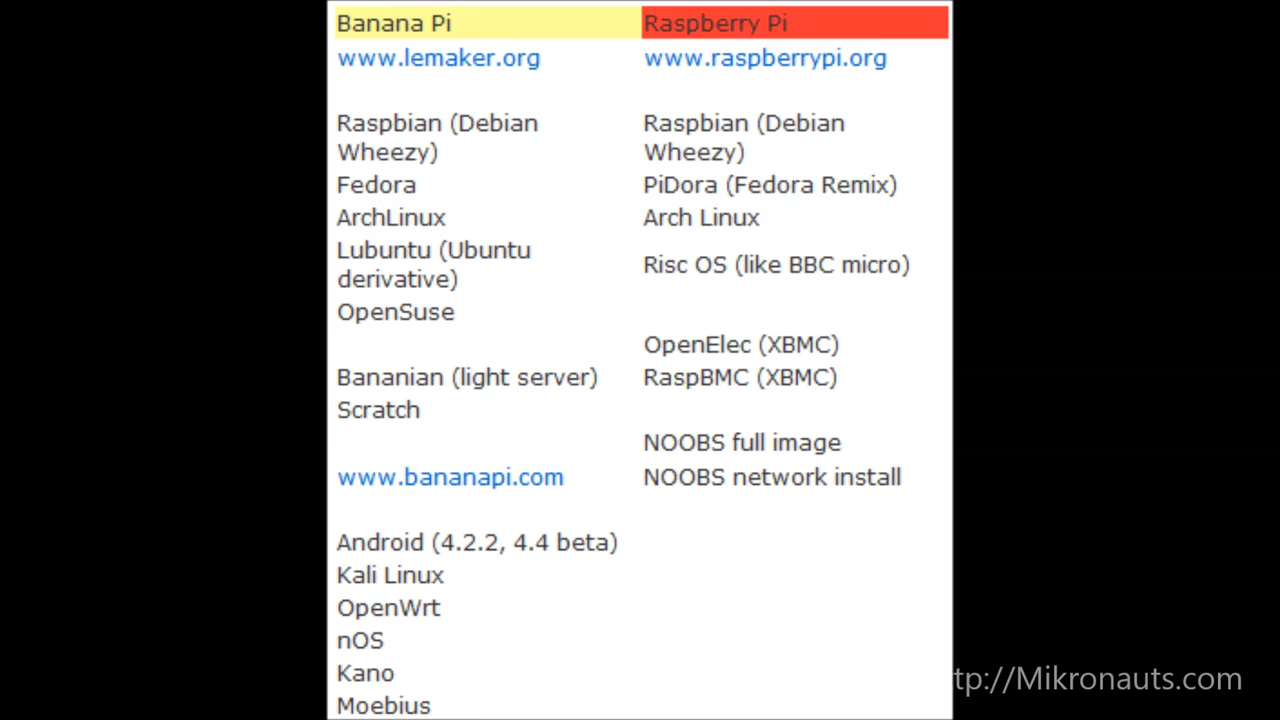 Banana Pi Raspberry Pi
www.lemaker.org www.raspberrypi.org
Raspbian (Debian Raspbian (Debian
Wheezy) Wheezy)
Fedora PiDora (Fedora Remix)
ArchLinux Arch Linux
Lubuntu (Ubuntu
derivative) Risc OS (like BBC micro)
OpenSuse
OpenElec (XBMC)
Bananian (light server) RaspBMC (XBMC)
Scratch
NOOBS full image
www.bananapi.com NOOBS network install
Android (4.2.2, 4.4 beta)
Kali Linux
OpenWrt
nOS
Kano
Moebius
tp://Mikronauts.com